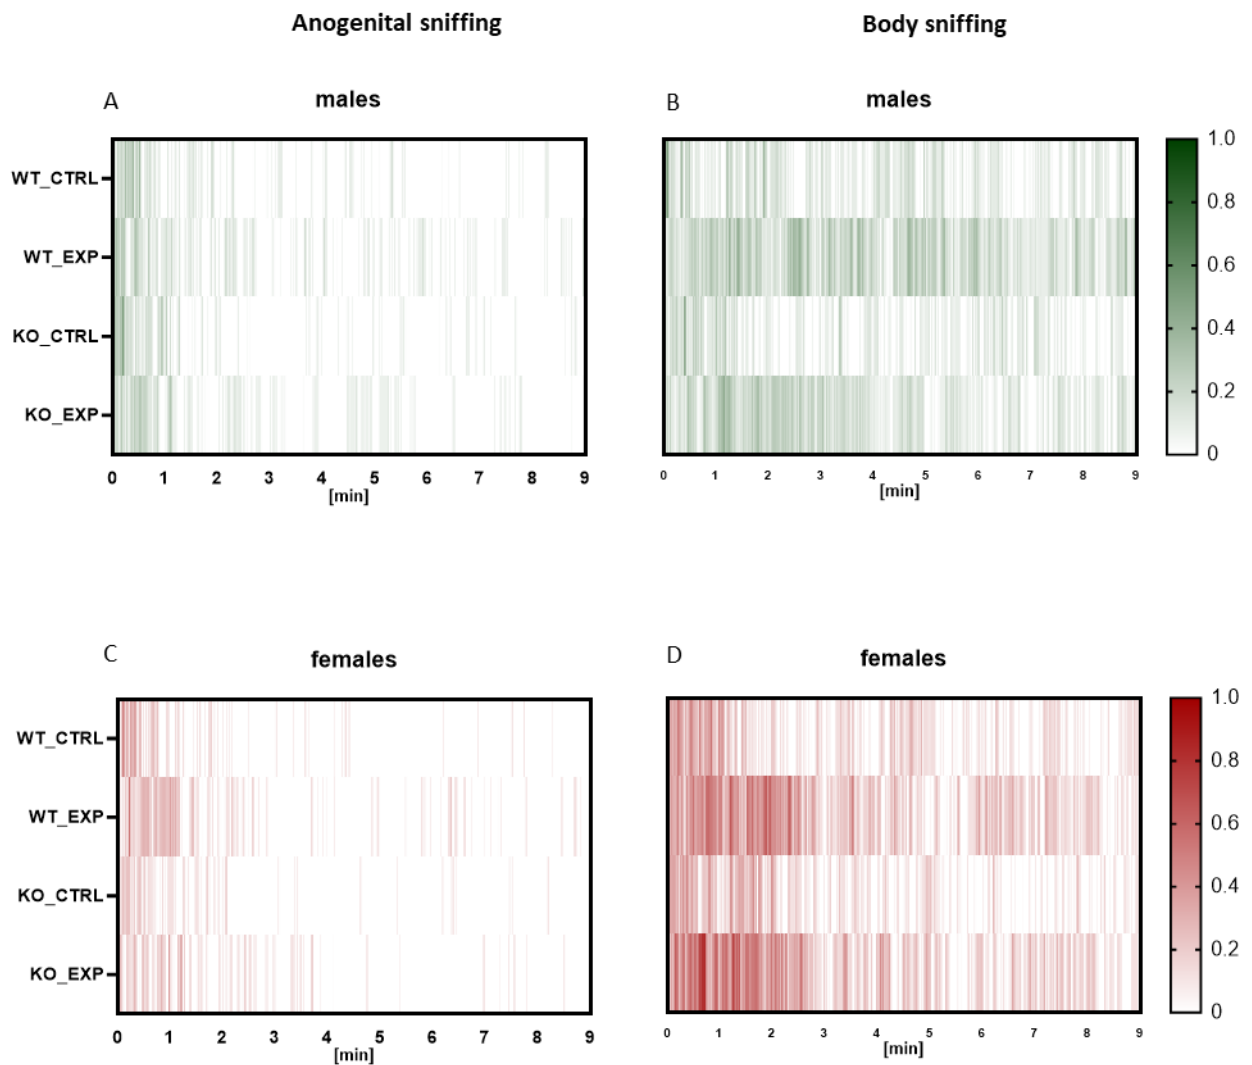 Anogenital sniffing
Body sniffing
A
males
B
males
WT_CTRL
WT_EXP
KO_CTRL
KO_EXP
1.0
0.8
0.6
0.4
0.2
0
0 1 2 3 4 5 6 7 8 9
[min]
0 1 2 3 4 5 6 7 8 9
[min]
C
females
D
females
WT_CTRL
WT_EXP
KO_CTRL
KO_EXP
1.0
0.8
0.6
0.4
0.2
0
0 1 2 3 4 5 6 7 8 9
[min]
0 1 2 3 4 5 6 7 8 9
[min]